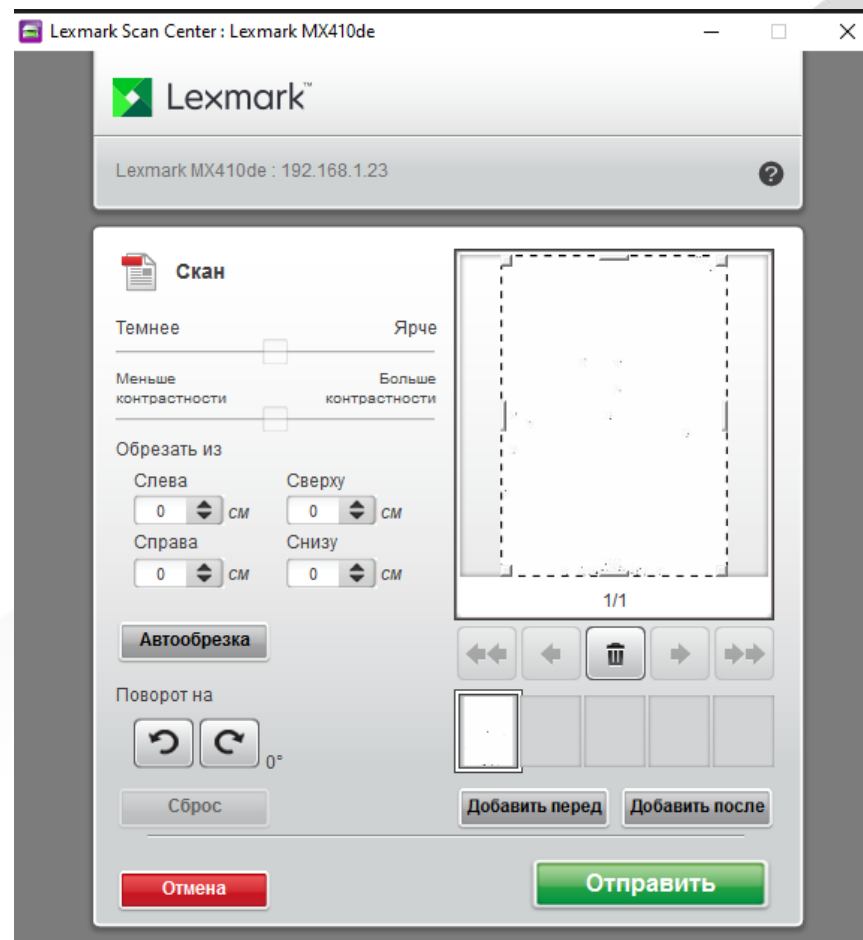 Lexmark Scan Center : Lexmark MX410de
Lexmark™
Lexmark MX410de : 192.168.1.23
?
Скан
Темнее Ярче
Меньше контрастности Больше контрастности
Обрезать из
Слева Сверху
0 см 0 см
Справа Снизу
0 см 0 см
Автообрезка
Поворот на
0°
Сброс
1/1
Добавить перед Добавить после
Отмена Отправить